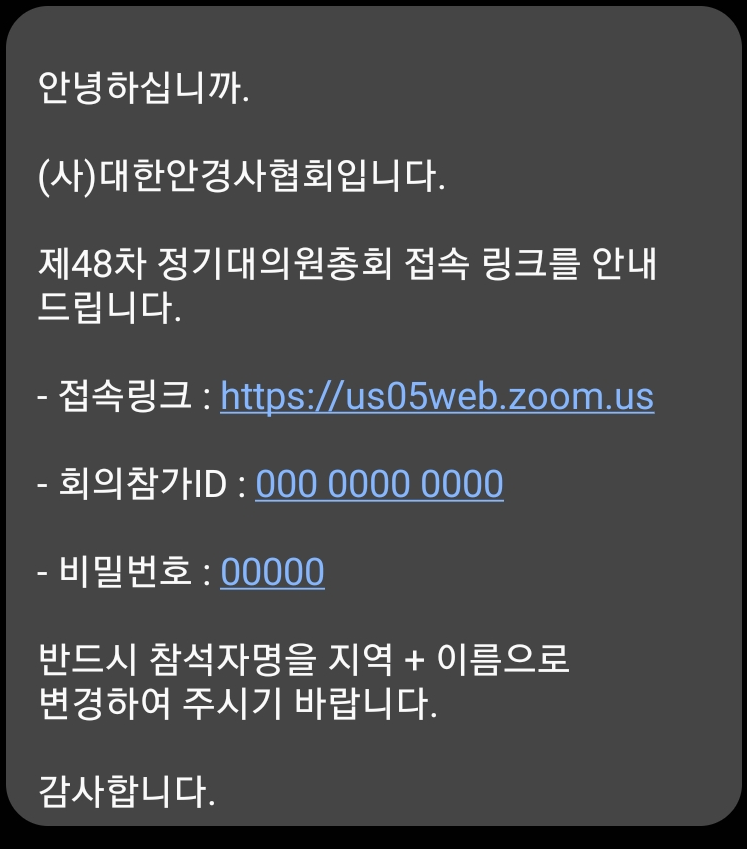 안녕하십니까.
(사)대한안경사협회입니다.
제48차 정기대의원총회 접속 링크를 안내
드립니다.
- 접속링크 : https://us05web.zoom.us
- 회의참가ID : 000 0000 0000
- 비밀번호 : 00000
반드시 참석자명을 지역 + 이름으로
변경하여 주시기 바랍니다.
감사합니다.